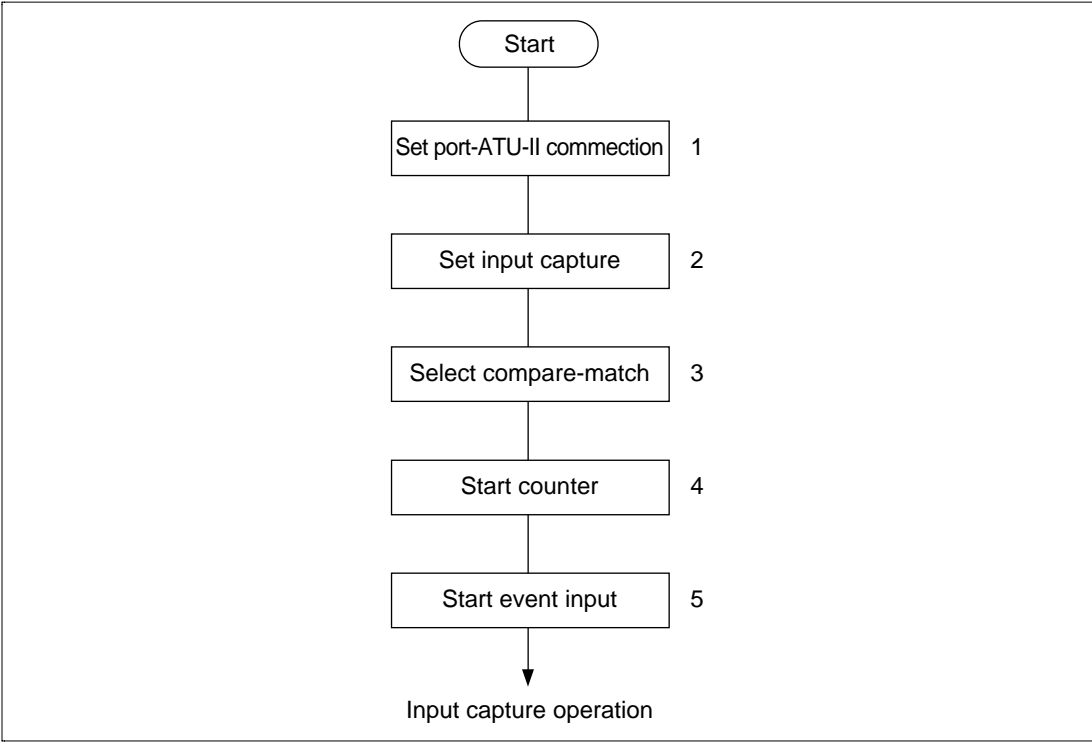 Start
Set port-ATU-II commection 1
Set input capture 2
Select compare-match 3
Start counter 4
Start event input 5
Input capture operation